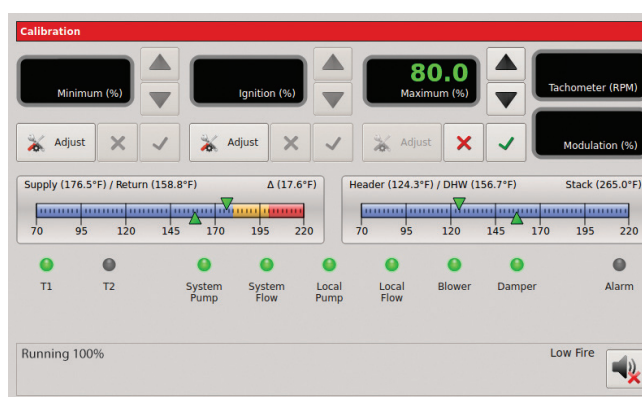 Calibration
80.0
Minimum (%)
Ignition (%)
Maximum (%)
Tachometer (RPM)
Adjust
Adjust
Adjust
Modulation (%)
Supply (176.5°F) / Return (158.8°F)
Δ (17.6°F)
Header (124.3°F) / DHW (156.7°F)
Stack (265.0°F)
70 95 120 145 170 195 220
70 95 120 145 170 195 220
T1
T2
System
Pump
System
Flow
Local
Pump
Local
Flow
Blower
Damper
Alarm
Running 100%
Low Fire